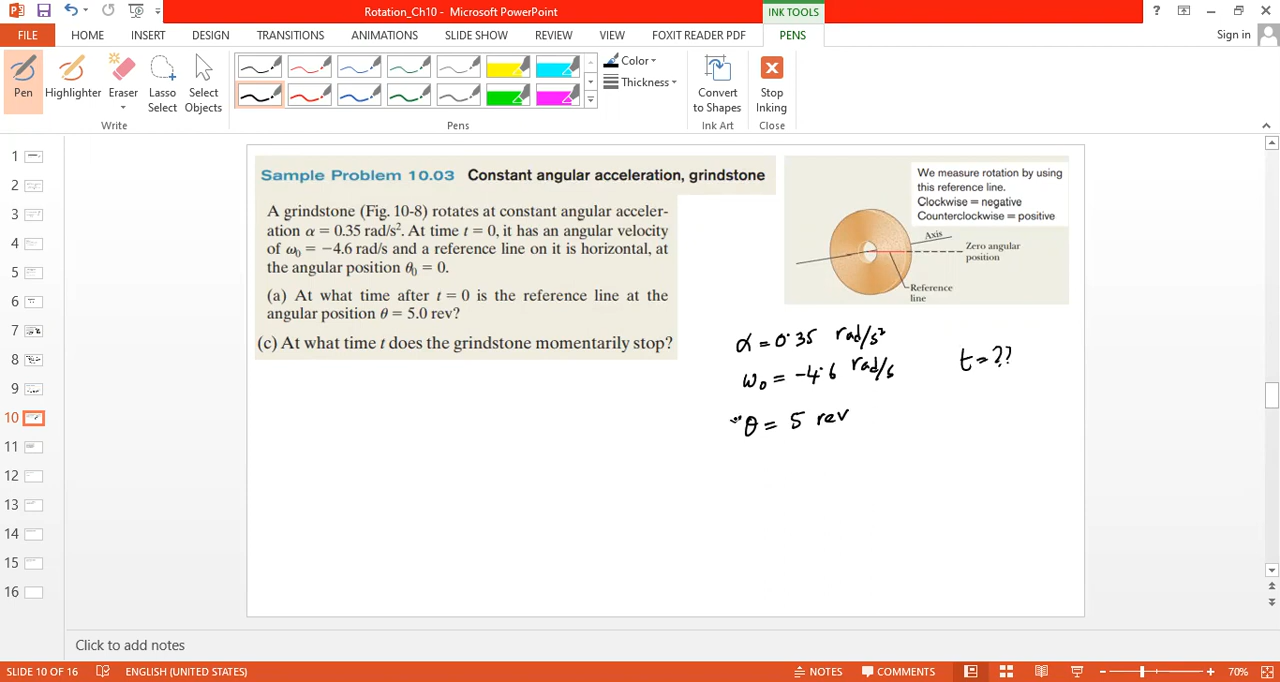 Rotation_Ch10 - Microsoft PowerPoint
INK TOOLS
?
FILE HOME INSERT DESIGN TRANSITIONS ANIMATIONS SLIDE SHOW REVIEW VIEW FOXIT READER PDF PENS
Sign in
Pen
Highlighter
Eraser
Lasso
Select
Select
Objects
Write
Pens
Color
Thickness
Convert
to Shapes
Ink Art
Stop
Inking
Close
1
2
3
4
5
6
7
8
9
10
11
12
13
14
15
16
Sample Problem 10.03 Constant angular acceleration, grindstone
A grindstone (Fig. 10-8) rotates at constant angular acceler-
ation α = 0.35 rad/s². At time t = 0, it has an angular velocity
of ω₀ = −4.6 rad/s and a reference line on it is horizontal, at
the angular position θ₀ = 0.
(a) At what time after t = 0 is the reference line at the
angular position θ = 5.0 rev?
(c) At what time t does the grindstone momentarily stop?
We measure rotation by using
this reference line.
Clockwise = negative
Counterclockwise = positive
Axis
Zero angular
position
Reference
line
α = 0.35 rad/s²
ω₀ = -4.6 rad/s
t = ??
θ = 5 rev
Click to add notes
SLIDE 10 OF 16 ENGLISH (UNITED STATES) NOTES COMMENTS 70%